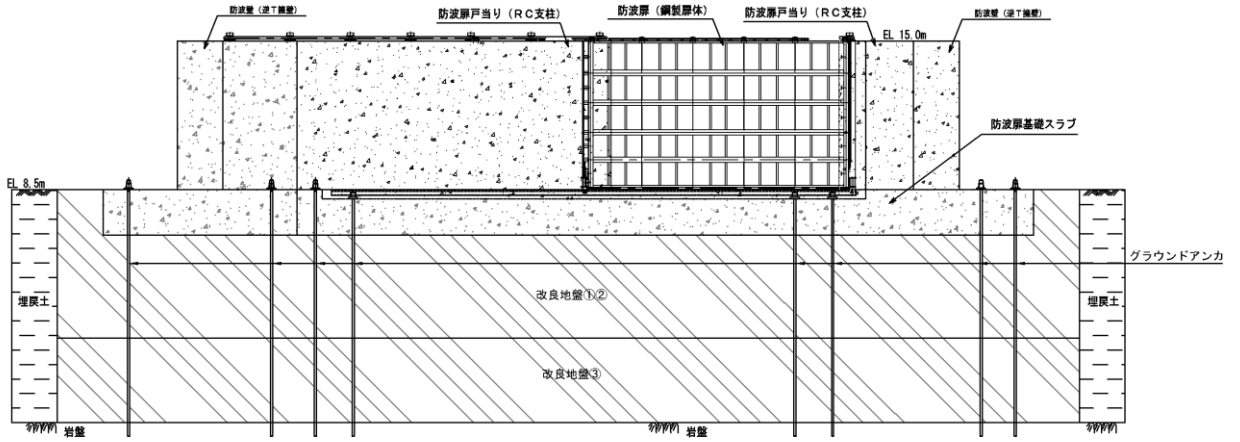 防波壁（逆Ｔ擁壁）
防波扉戸当り（ＲＣ支柱）
防波扉（鋼製扉体）
防波扉戸当り（ＲＣ支柱）
防波壁（逆Ｔ擁壁）
EL 15.0m
防波扉基礎スラブ
EL 8.5m
グラウンドアンカ
埋戻土
改良地盤①②
埋戻土
改良地盤③
岩盤
岩盤